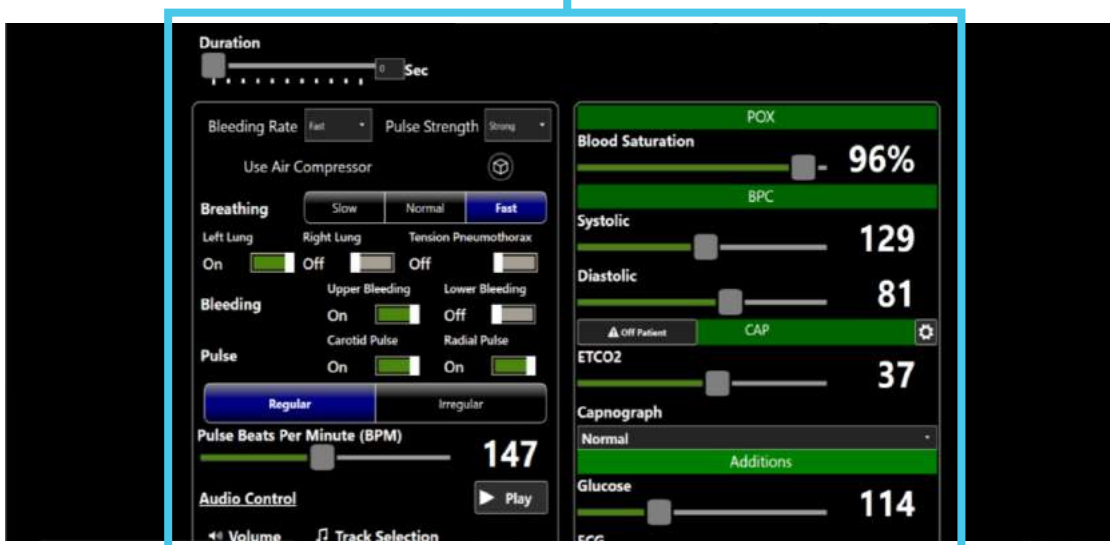 Duration
0 Sec
Bleeding Rate Fast Pulse Strength Strong
Use Air Compressor
Breathing Slow Normal Fast
Left Lung Right Lung Tension Pneumothorax
On Off Off
Upper Bleeding Lower Bleeding
Bleeding
On Off
Carotid Pulse Radial Pulse
Pulse
On On
Regular Irregular
Pulse Beats Per Minute (BPM)
147
Audio Control Play
Volume Track Selection
POX
Blood Saturation
96%
BPC
Systolic
129
Diastolic
81
Off Patient CAP
ETCO2
37
Capnograph
Normal
Additions
Glucose
114
ECG